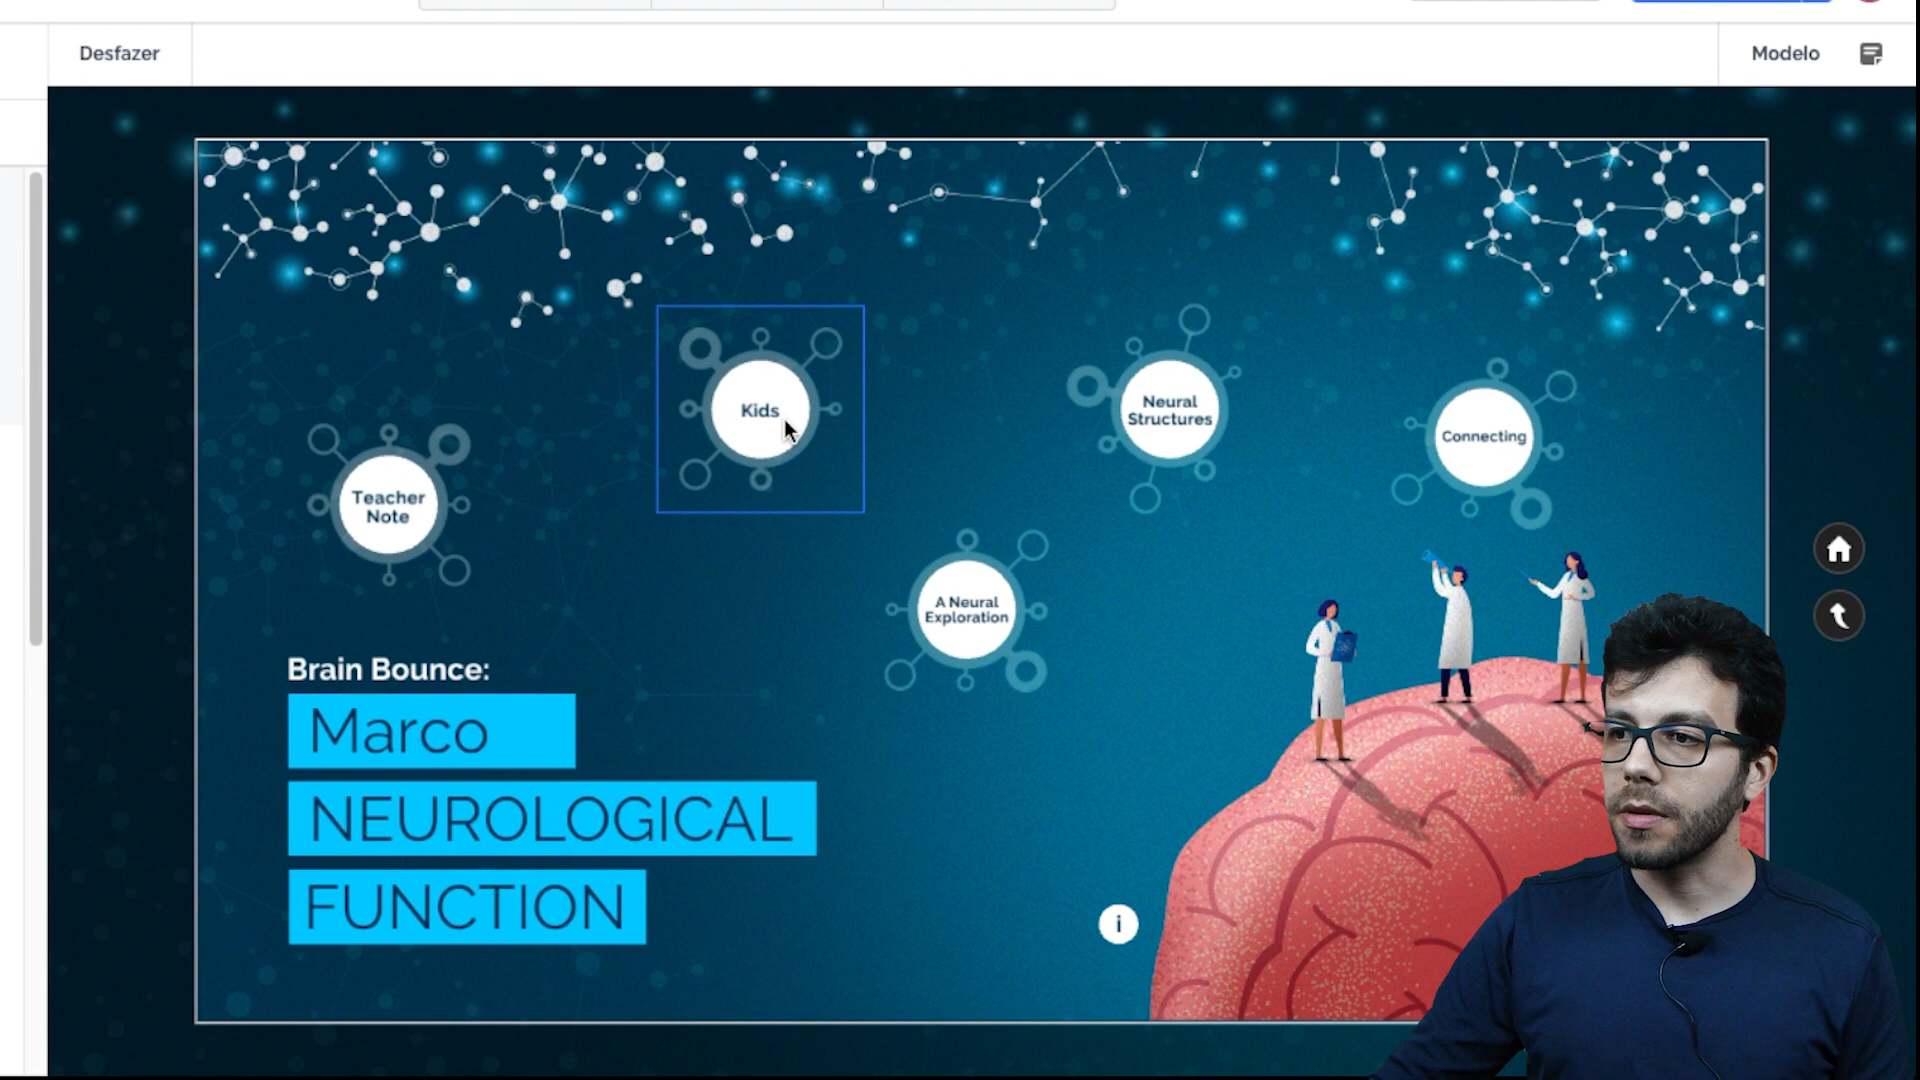 Desfazer
Modelo
Kids
Neural
Structures
Connecting
Teacher
Note
A Neural
Exploration
Brain Bounce:
Marco
NEUROLOGICAL
FUNCTION
i